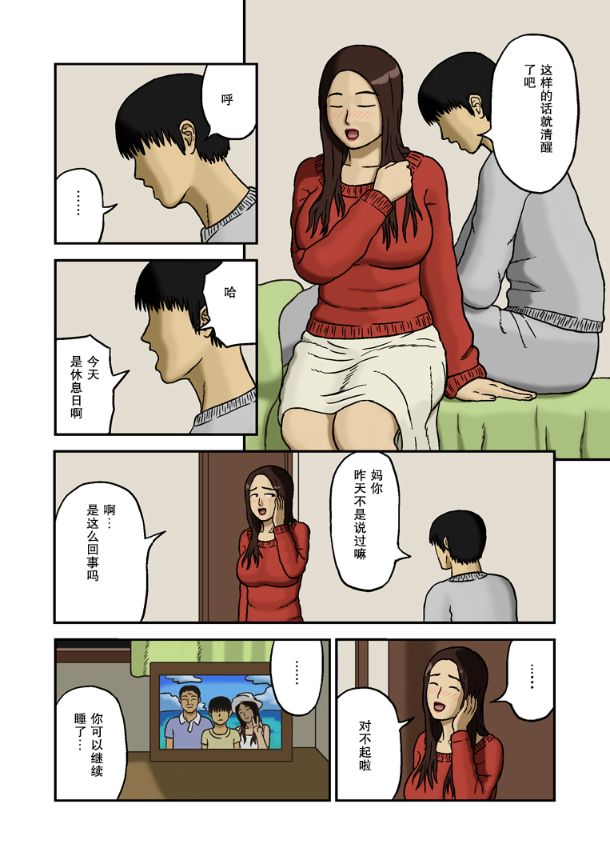 这样的话就清醒
了吧
呼
……
哈
今天
是休息日啊
妈你
昨天不是说过嘛
啊…
是这么回事吗
……
对不起啦
……
你可以继续
睡了…